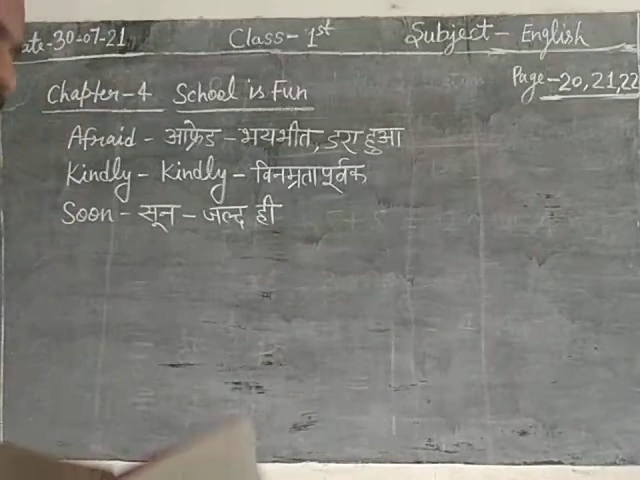 ate-30-07-21 Class-1st Subject- English
Page-20,21,22
Chapter-4 School is Fun
Afraid - आफ्रेड - भयभीत, डरा हुआ
Kindly - Kindly - विनम्रतापूर्वक
Soon - सून - जल्द ही